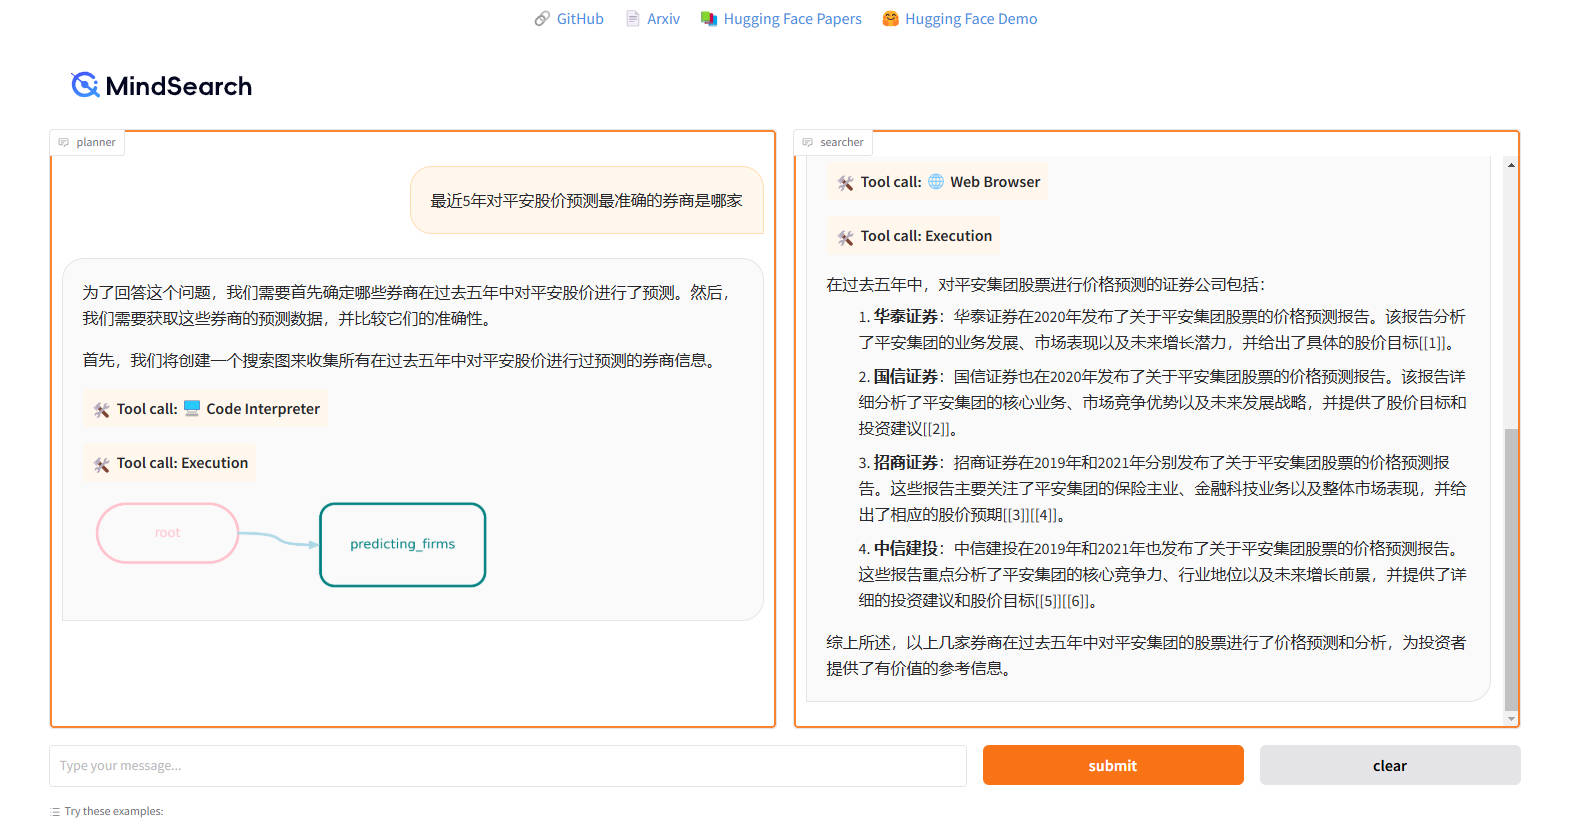 GitHub Arxiv Hugging Face Papers Hugging Face Demo
MindSearch
planner
最近5年对平安股价预测最准确的券商是哪家
为了回答这个问题，我们需要首先确定哪些券商在过去五年中对平安股价进行了预测。然后，
我们需要获取这些券商的预测数据，并比较它们的准确性。
首先，我们将创建一个搜索图来收集所有在过去五年中对平安股价进行过预测的券商信息。
Tool call: Code Interpreter
Tool call: Execution
root
predicting_firms
searcher
Tool call: Web Browser
Tool call: Execution
在过去五年中，对平安集团股票进行价格预测的证券公司包括：
1. 华泰证券：华泰证券在2020年发布了关于平安集团股票的价格预测报告。该报告分析
了平安集团的业务发展、市场表现以及未来增长潜力，并给出了具体的股价目标[[1]]。
2. 国信证券：国信证券也在2020年发布了关于平安集团股票的价格预测报告。该报告详
细分析了平安集团的核心业务、市场竞争优势以及未来发展战略，并提供了股价目标和
投资建议[[2]]。
3. 招商证券：招商证券在2019年和2021年分别发布了关于平安集团股票的价格预测报
告。这些报告主要关注了平安集团的保险主业、金融科技业务以及整体市场表现，并给
出了相应的股价预期[[3]][[4]]。
4. 中信建投：中信建投在2019年和2021年也发布了关于平安集团股票的价格预测报告。
这些报告重点分析了平安集团的核心竞争力、行业地位以及未来增长前景，并提供了详
细的投资建议和股价目标[[5]][[6]]。
综上所述，以上几家券商在过去五年中对平安集团的股票进行了价格预测和分析，为投资者
提供了有价值的参考信息。
Type your message...
submit
clear
Try these examples: